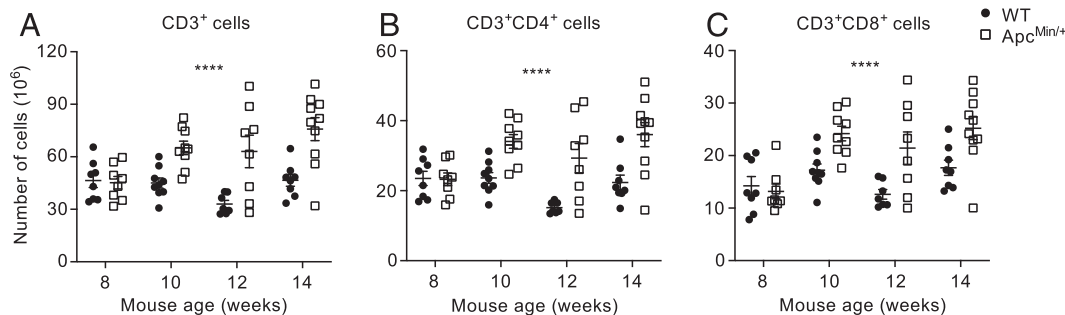 A
CD3⁺ cells
B
CD3⁺CD4⁺ cells
C
CD3⁺CD8⁺ cells
WT
Apc^Min/+
Number of cells (10⁶)
120
90
60
30
0
****
8 10 12 14
Mouse age (weeks)
60
40
20
0
****
8 10 12 14
Mouse age (weeks)
40
30
20
10
0
****
8 10 12 14
Mouse age (weeks)